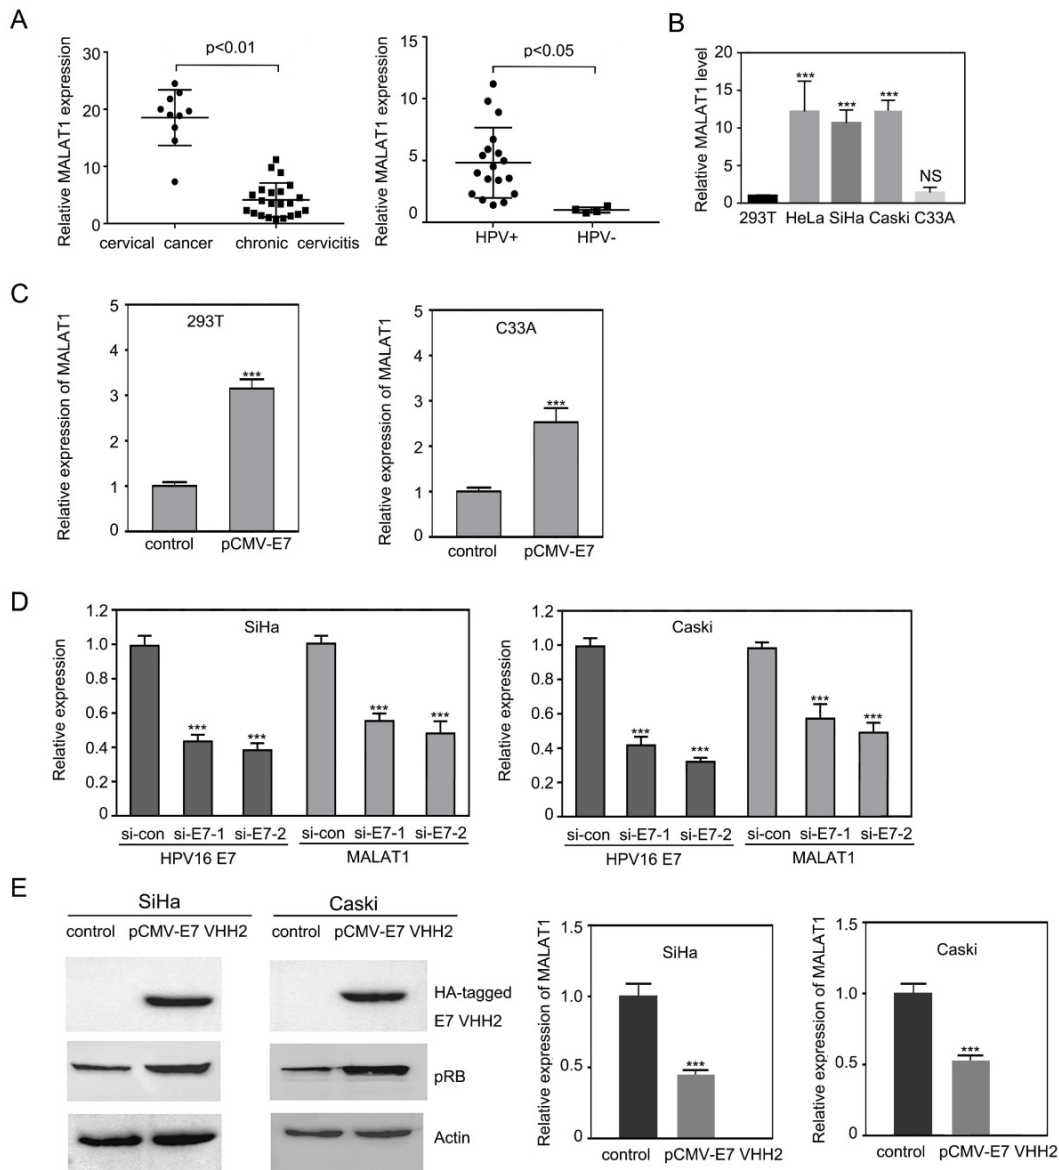 A
Relative MALAT1 expression
30
20
10
0
p<0.01
cervical cancer
chronic cervicitis
Relative MALAT1 expression
15
10
5
0
p<0.05
HPV+
HPV-
B
Relative MALAT1 level
20
15
10
5
0
***
***
***
NS
293T HeLa SiHa Caski C33A
C
Relative expression of MALAT1
5
4
3
2
1
0
293T
***
control pCMV-E7
Relative expression of MALAT1
5
4
3
2
1
0
C33A
***
control pCMV-E7
D
Relative expression
1.2
1.0
0.8
0.6
0.4
0.2
0
SiHa
*** ***
*** ***
si-con si-E7-1 si-E7-2 si-con si-E7-1 si-E7-2
HPV16 E7 MALAT1
Relative expression
1.2
1.0
0.8
0.6
0.4
0.2
0
Caski
*** ***
*** ***
si-con si-E7-1 si-E7-2 si-con si-E7-1 si-E7-2
HPV16 E7 MALAT1
E
SiHa Caski
control pCMV-E7 VHH2 control pCMV-E7 VHH2
HA-tagged
E7 VHH2
pRB
Actin
Relative expression of MALAT1
1.5
1.0
0.5
0
SiHa
***
control pCMV-E7 VHH2
Relative expression of MALAT1
1.5
1.0
0.5
0
Caski
***
control pCMV-E7 VHH2